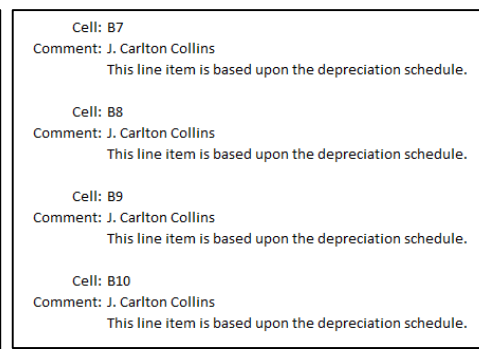 Cell: B7
Comment: J. Carlton Collins
This line item is based upon the depreciation schedule.
Cell: B8
Comment: J. Carlton Collins
This line item is based upon the depreciation schedule.
Cell: B9
Comment: J. Carlton Collins
This line item is based upon the depreciation schedule.
Cell: B10
Comment: J. Carlton Collins
This line item is based upon the depreciation schedule.